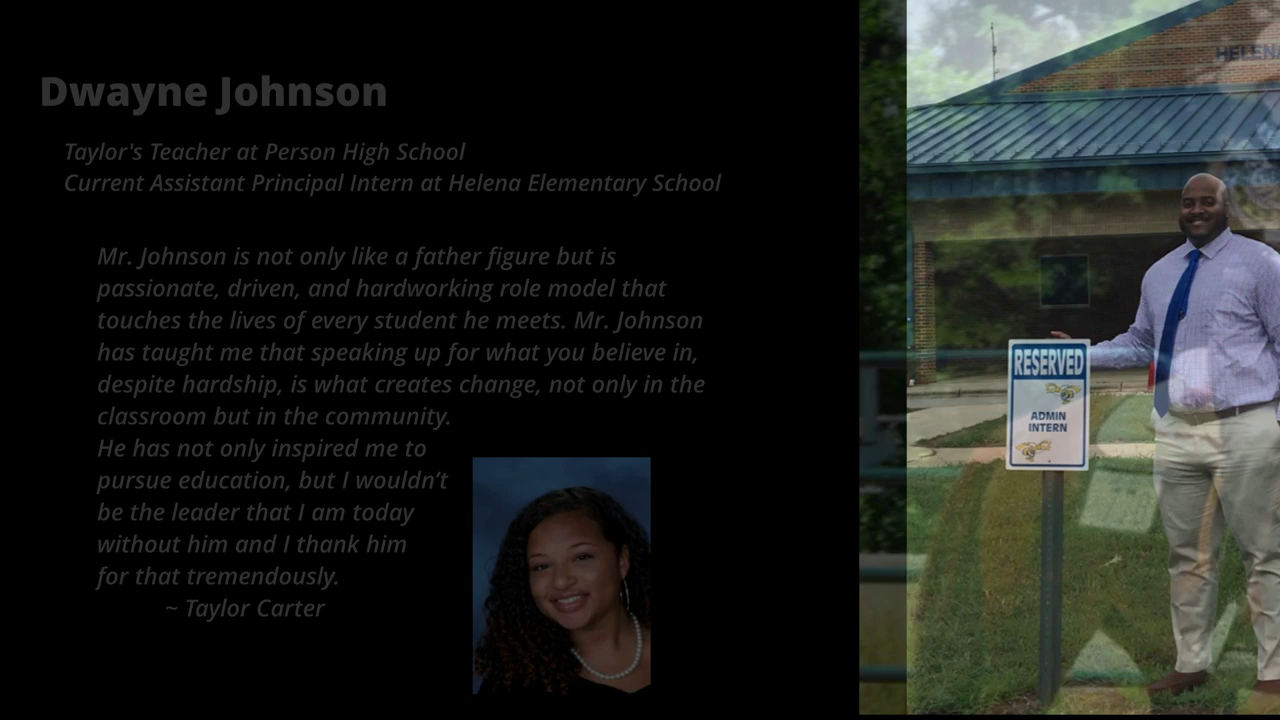 Dwayne Johnson
Taylor's Teacher at Person High School
Current Assistant Principal Intern at Helena Elementary School
Mr. Johnson is not only like a father figure but is
passionate, driven, and hardworking role model that
touches the lives of every student he meets. Mr. Johnson
has taught me that speaking up for what you believe in,
despite hardship, is what creates change, not only in the
classroom but in the community.
He has not only inspired me to
pursue education, but I wouldn’t
be the leader that I am today
without him and I thank him
for that tremendously.
~ Taylor Carter
HELENA
RESERVED
ADMIN
INTERN